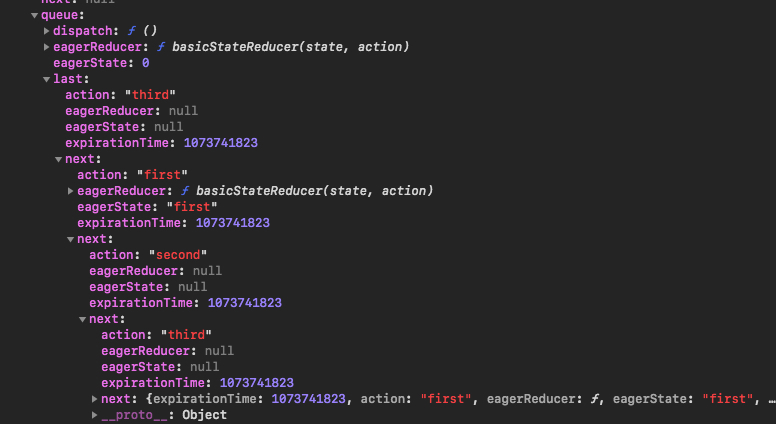 next: null
queue:
dispatch: ƒ ()
eagerReducer: ƒ basicStateReducer(state, action)
eagerState: 0
last:
action: "third"
eagerReducer: null
eagerState: null
expirationTime: 1073741823
next:
action: "first"
eagerReducer: ƒ basicStateReducer(state, action)
eagerState: "first"
expirationTime: 1073741823
next:
action: "second"
eagerReducer: null
eagerState: null
expirationTime: 1073741823
next:
action: "third"
eagerReducer: null
eagerState: null
expirationTime: 1073741823
next: {expirationTime: 1073741823, action: "first", eagerReducer: ƒ, eagerState: "first", …
__proto__: Object